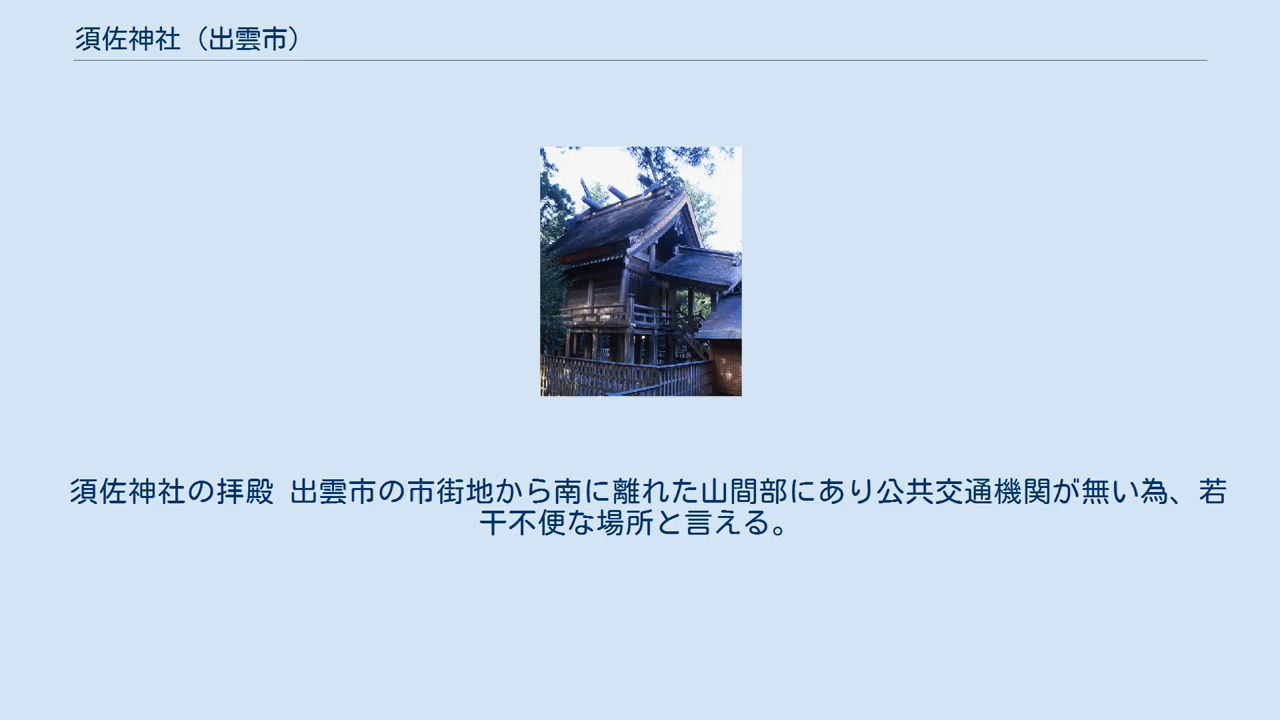 須佐神社（出雲市）
須佐神社の拝殿 出雲市の市街地から南に離れた山間部にあり公共交通機関が無い為、若
干不便な場所と言える。